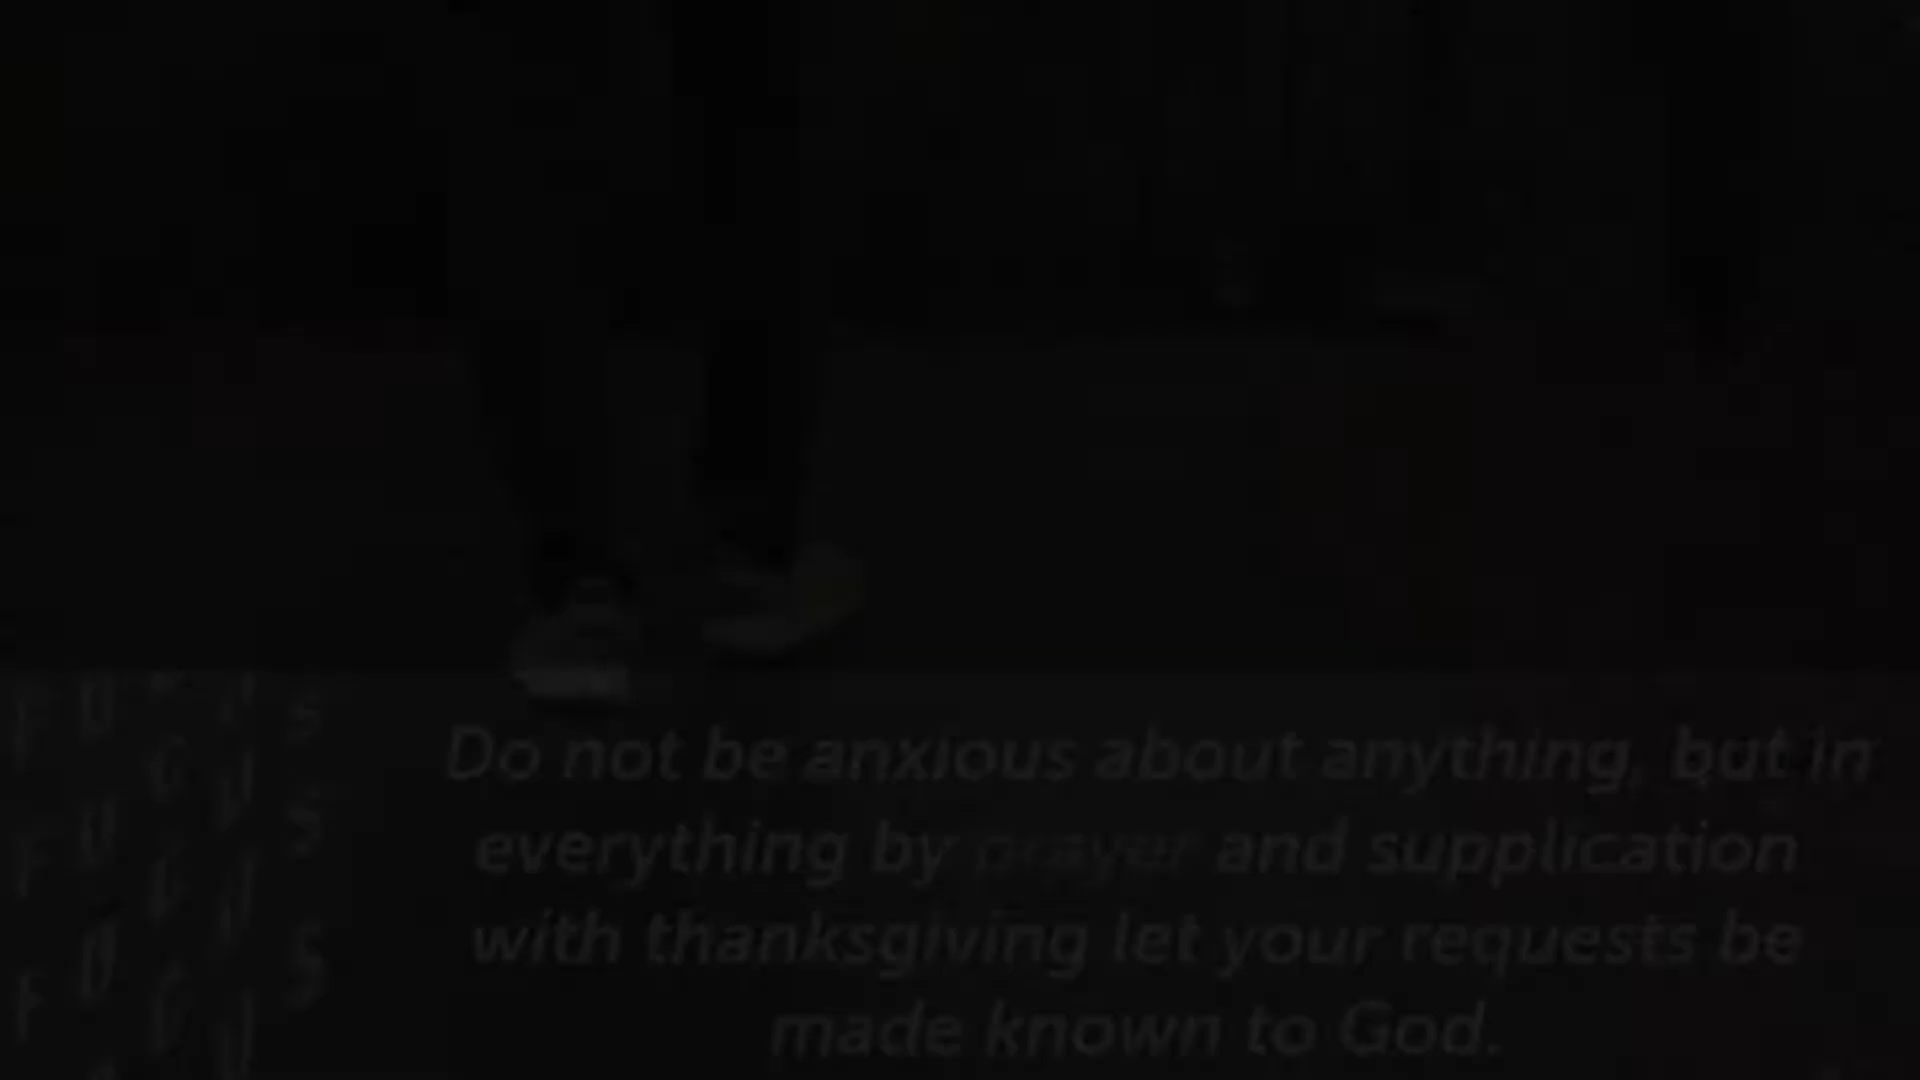 F O C U S
Do not be anxious about anything, but in
everything by prayer and supplication
with thanksgiving let your requests be
made known to God.